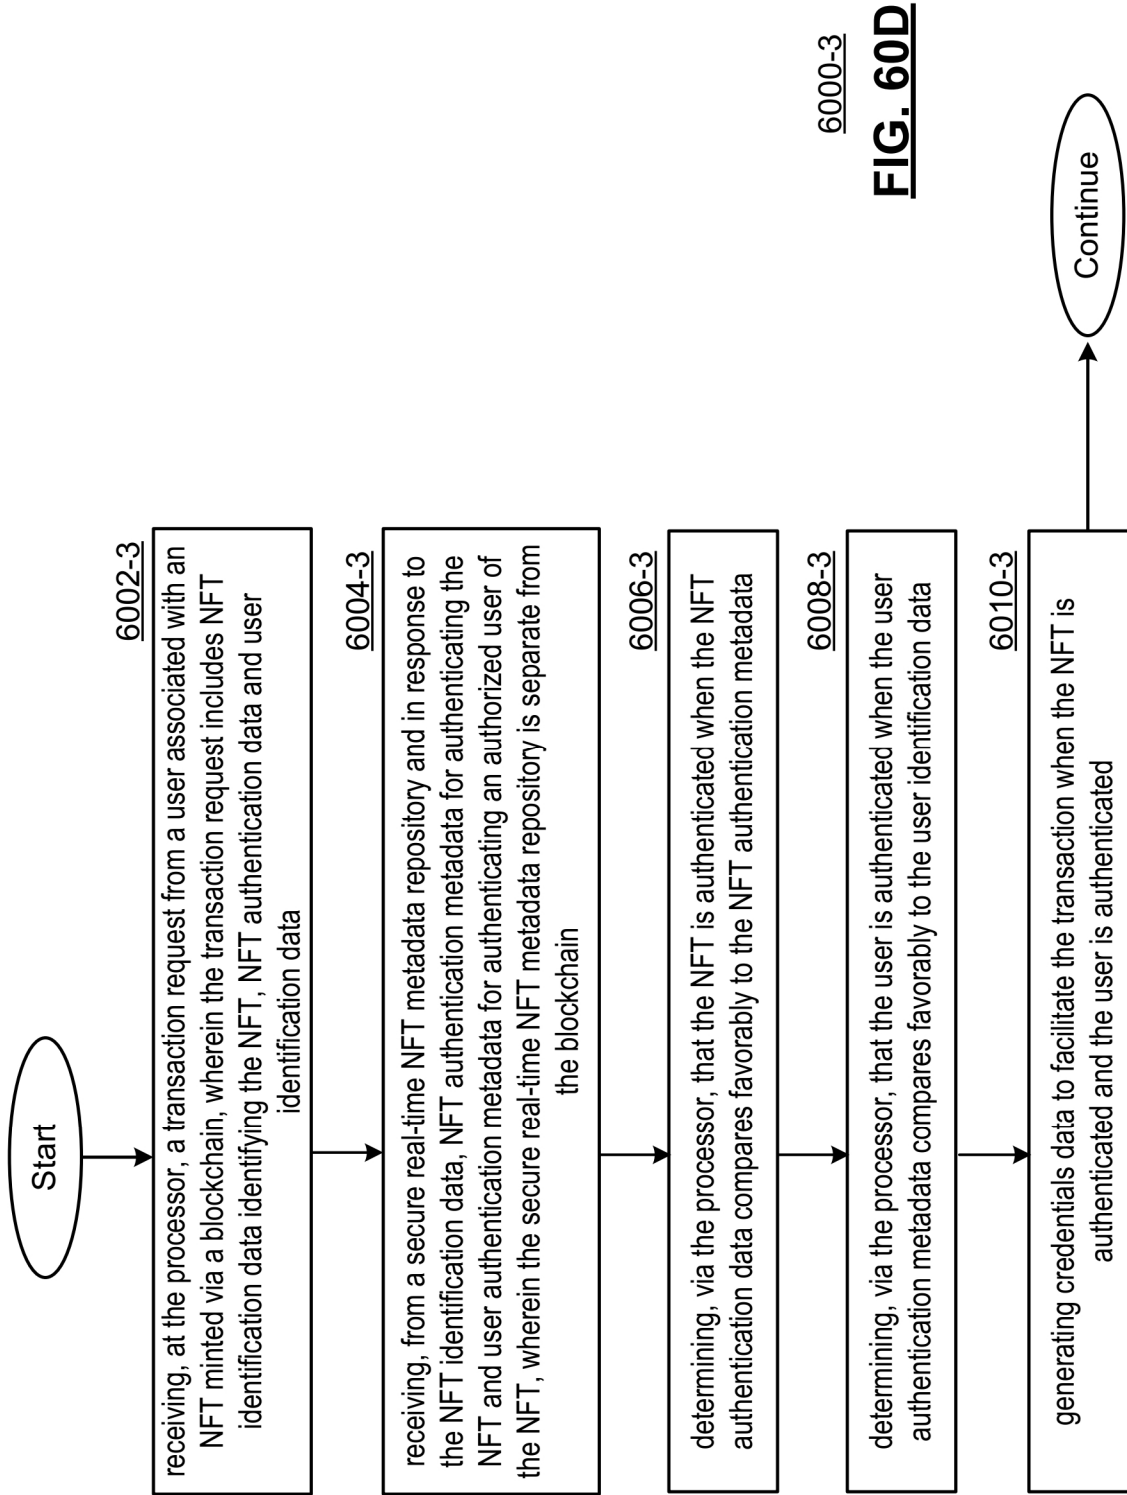 Start
6002-3
receiving, at the processor, a transaction request from a user associated with an
NFT minted via a blockchain, wherein the transaction request includes NFT
identification data identifying the NFT, NFT authentication data and user
identification data
6004-3
receiving, from a secure real-time NFT metadata repository and in response to
the NFT identification data, NFT authentication metadata for authenticating the
NFT and user authentication metadata for authenticating an authorized user of
the NFT, wherein the secure real-time NFT metadata repository is separate from
the blockchain
6006-3
determining, via the processor, that the NFT is authenticated when the NFT
authentication data compares favorably to the NFT authentication metadata
6008-3
determining, via the processor, that the user is authenticated when the user
authentication metadata compares favorably to the user identification data
6010-3
generating credentials data to facilitate the transaction when the NFT is
authenticated and the user is authenticated
Continue
6000-3
FIG. 60D